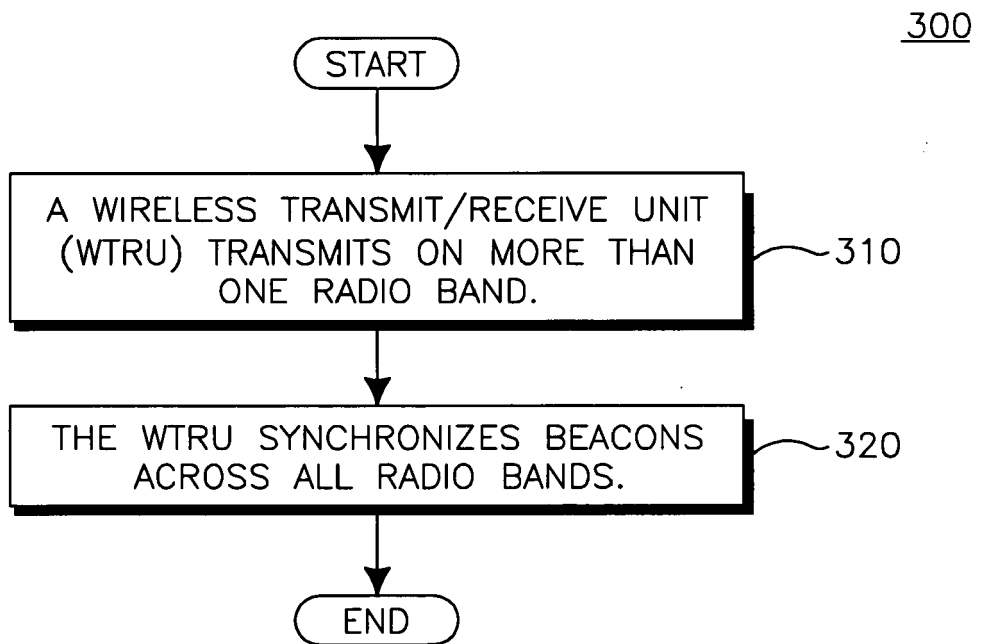 300
START
A WIRELESS TRANSMIT/RECEIVE UNIT
(WTRU) TRANSMITS ON MORE THAN
ONE RADIO BAND.
310
THE WTRU SYNCHRONIZES BEACONS
ACROSS ALL RADIO BANDS.
320
END